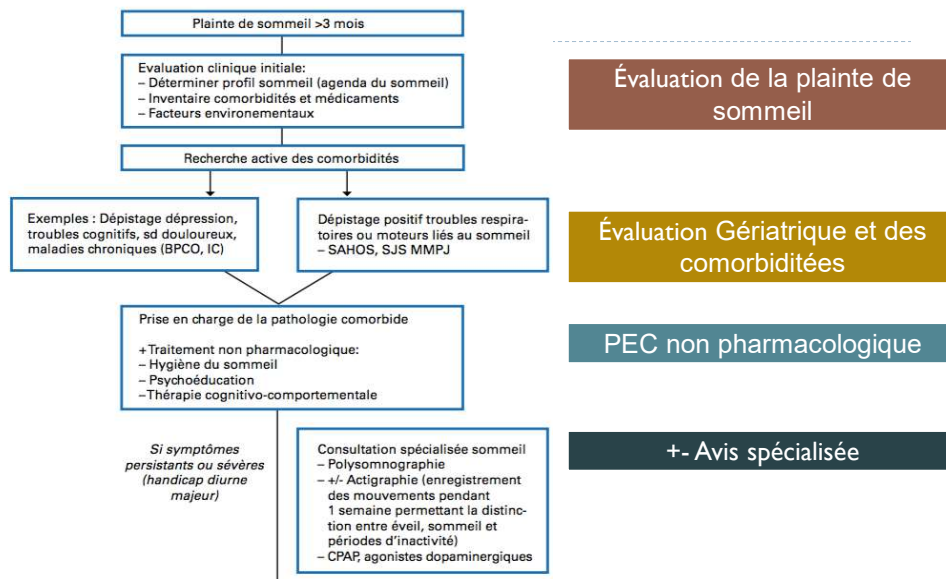 Plainte de sommeil >3 mois
Evaluation clinique initiale:
– Déterminer profil sommeil (agenda du sommeil)
– Inventaire comorbidités et médicaments
– Facteurs environementaux
Recherche active des comorbidités
Exemples : Dépistage dépression,
troubles cognitifs, sd douloureux,
maladies chroniques (BPCO, IC)
Dépistage positif troubles respira-
toires ou moteurs liés au sommeil
– SAHOS, SJS MMPJ
Prise en charge de la pathologie comorbide
+Traitement non pharmacologique:
– Hygiène du sommeil
– Psychoéducation
–Thérapie cognitivo-comportementale
Si symptômes
persistants ou sévères
(handicap diurne
majeur)
Consultation spécialisée sommeil
– Polysomnographie
– +/- Actigraphie (enregistrement
des mouvements pendant
1 semaine permettant la distinc-
tion entre éveil, sommeil et
périodes d'inactivité)
– CPAP, agonistes dopaminergiques
Évaluation de la plainte de
sommeil
Évaluation Gériatrique et des
comorbiditées
PEC non pharmacologique
+- Avis spécialisée